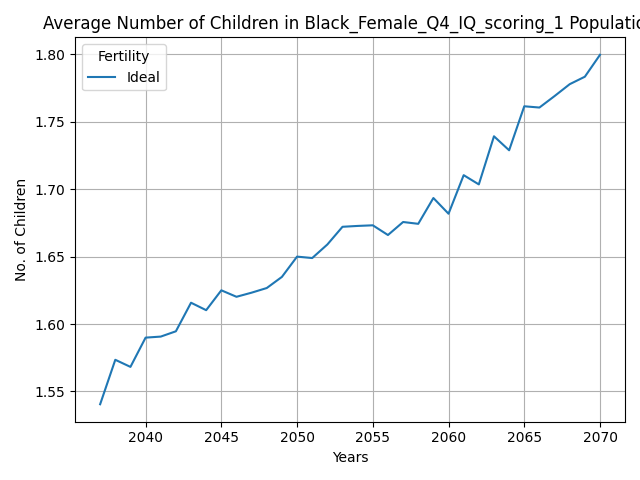 Average Number of Children in Black_Female_Q4_IQ_scoring_1 Populatio
Fertility
Ideal
No. of Children
1.80
1.75
1.70
1.65
1.60
1.55
2040 2045 2050 2055 2060 2065 2070
Years